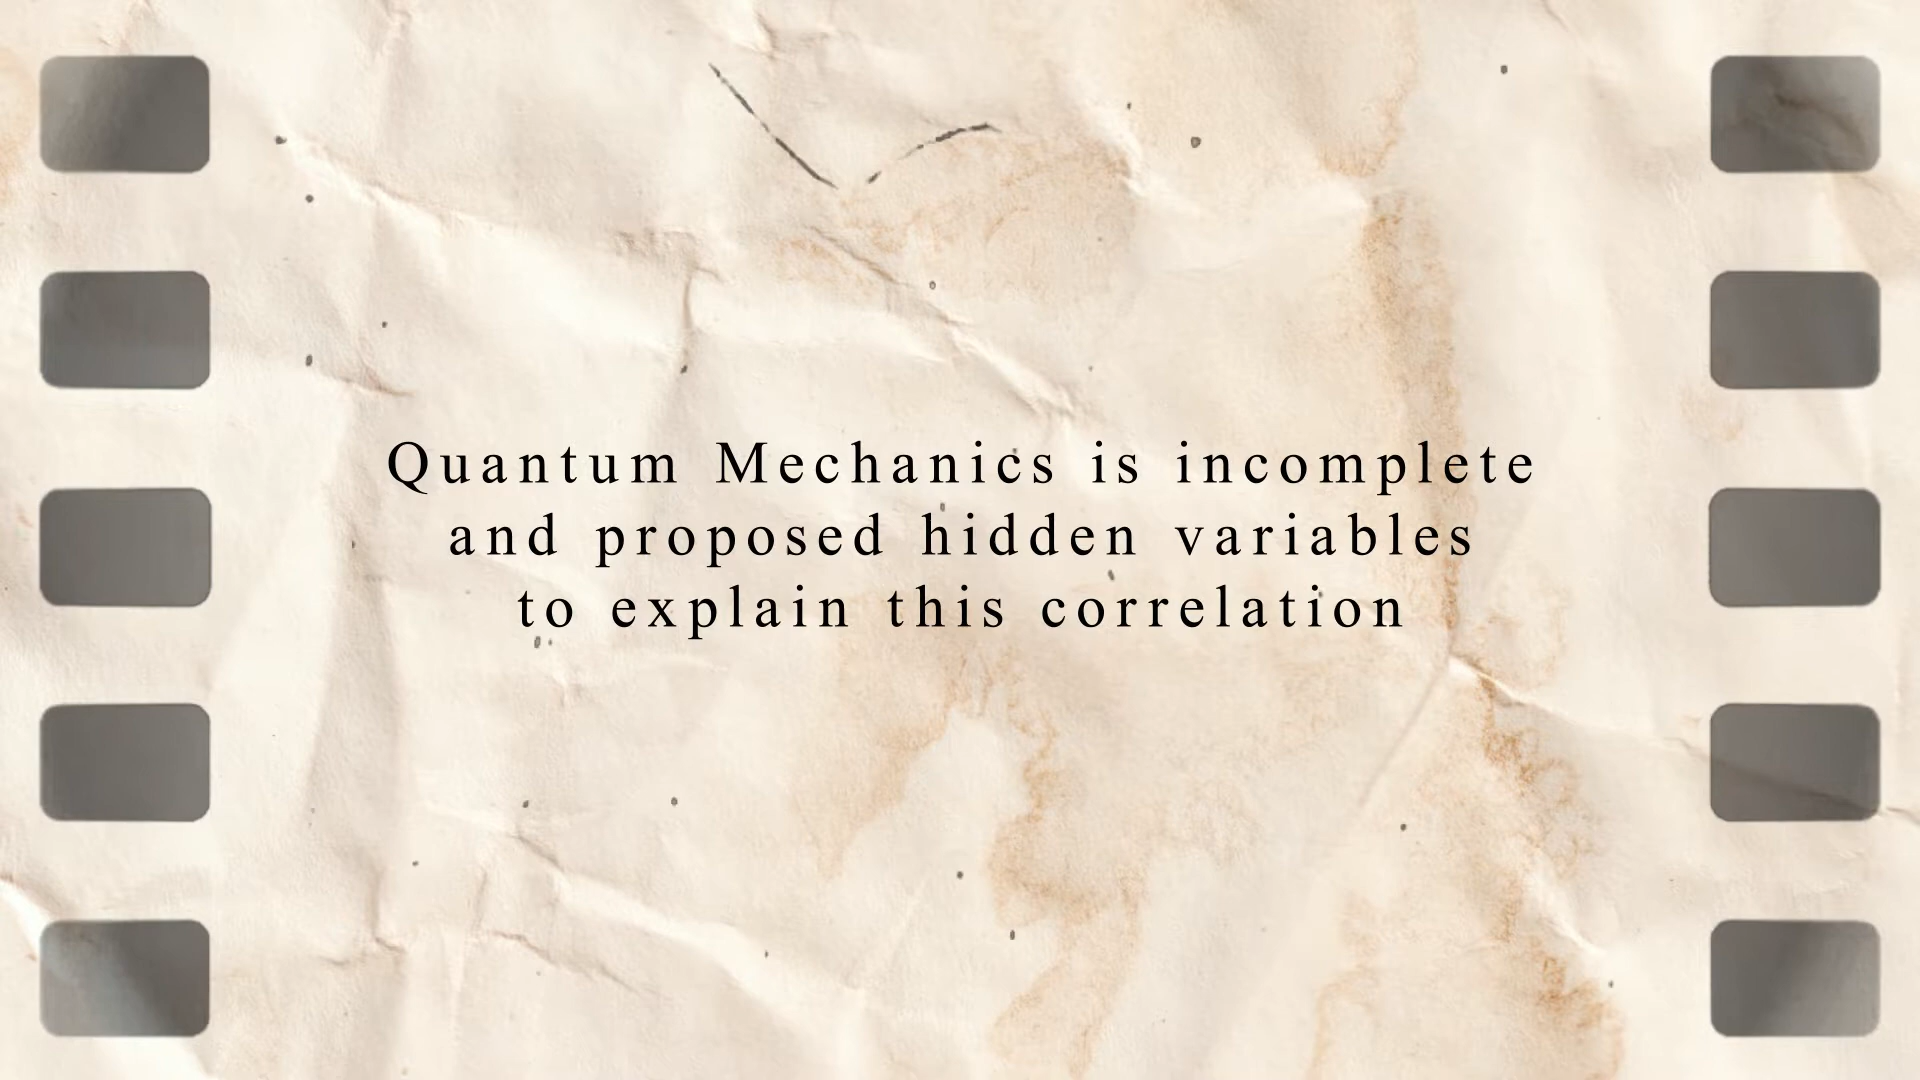 Quantum Mechanics is incomplete
and proposed hidden variables
to explain this correlation